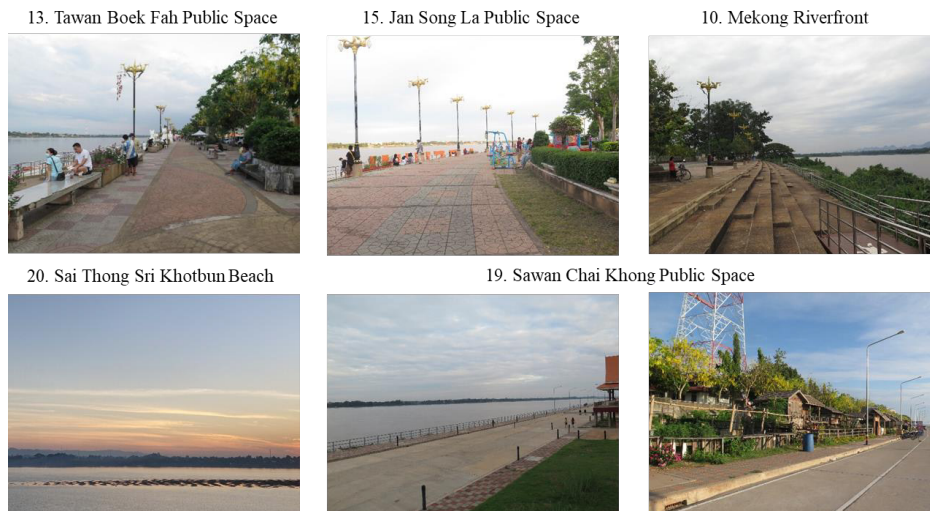 13. Tawan Boek Fah Public Space
15. Jan Song La Public Space
10. Mekong Riverfront
20. Sai Thong Sri Khotbun Beach
19. Sawan Chai Khong Public Space